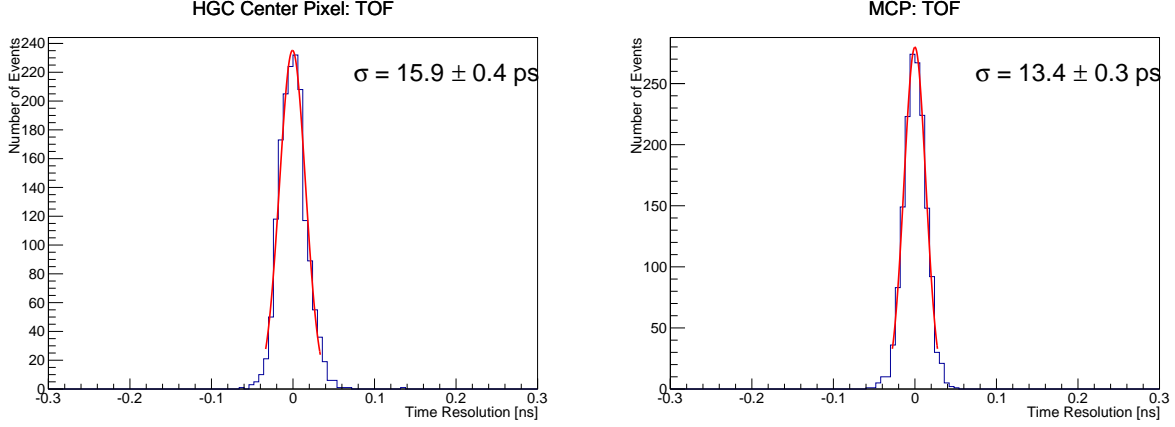 HGC Center Pixel: TOF
Number of Events
240
220
200
180
160
140
120
100
80
60
40
20
0
σ = 15.9 ± 0.4 ps
-0.3 -0.2 -0.1 0 0.1 0.2 0.3
Time Resolution [ns]
MCP: TOF
Number of Events
250
200
150
100
50
0
σ = 13.4 ± 0.3 ps
-0.3 -0.2 -0.1 0 0.1 0.2 0.3
Time Resolution [ns]